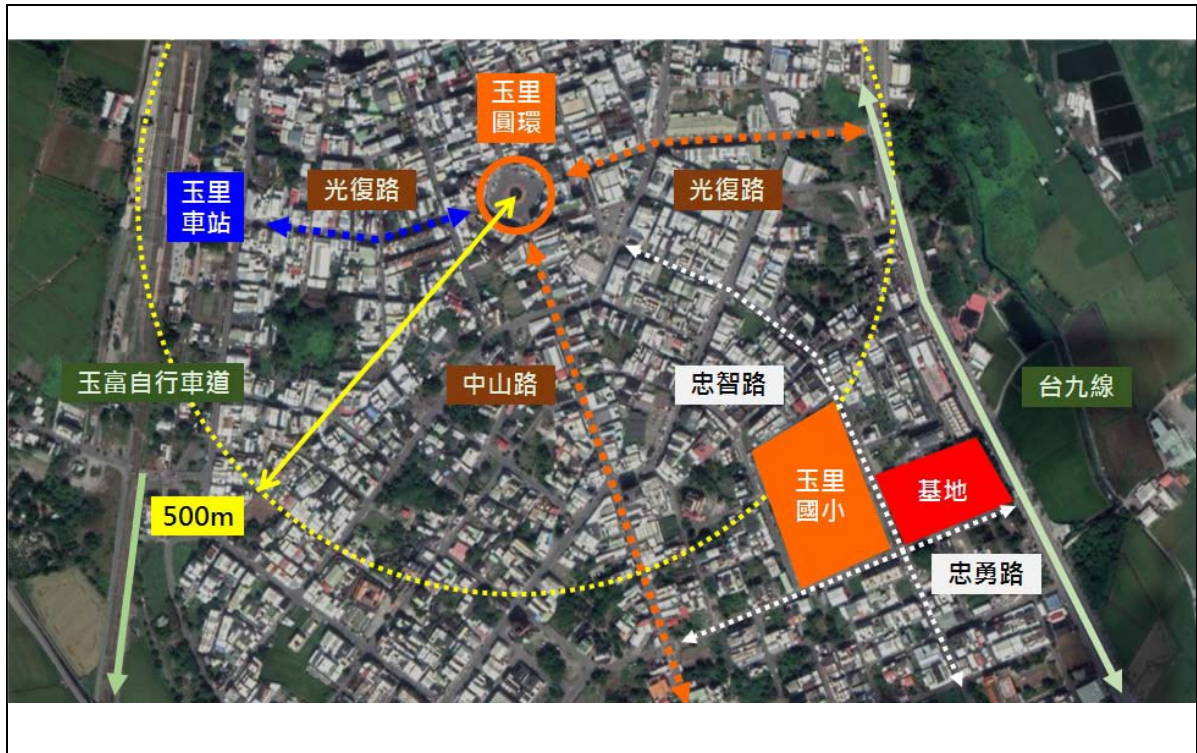 玉里
圓環
玉里
車站
光復路
光復路
玉富自行車道
中山路
忠智路
台九線
玉里
國小
基地
500m
忠勇路